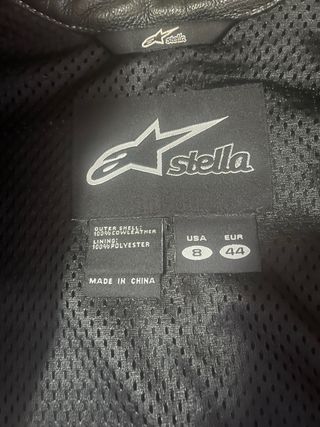 stella
stella
OUTER SHELL:
100%COWLEATHER
LINING:
100%POLYESTER
MADE IN CHINA
USA
8
EUR
44